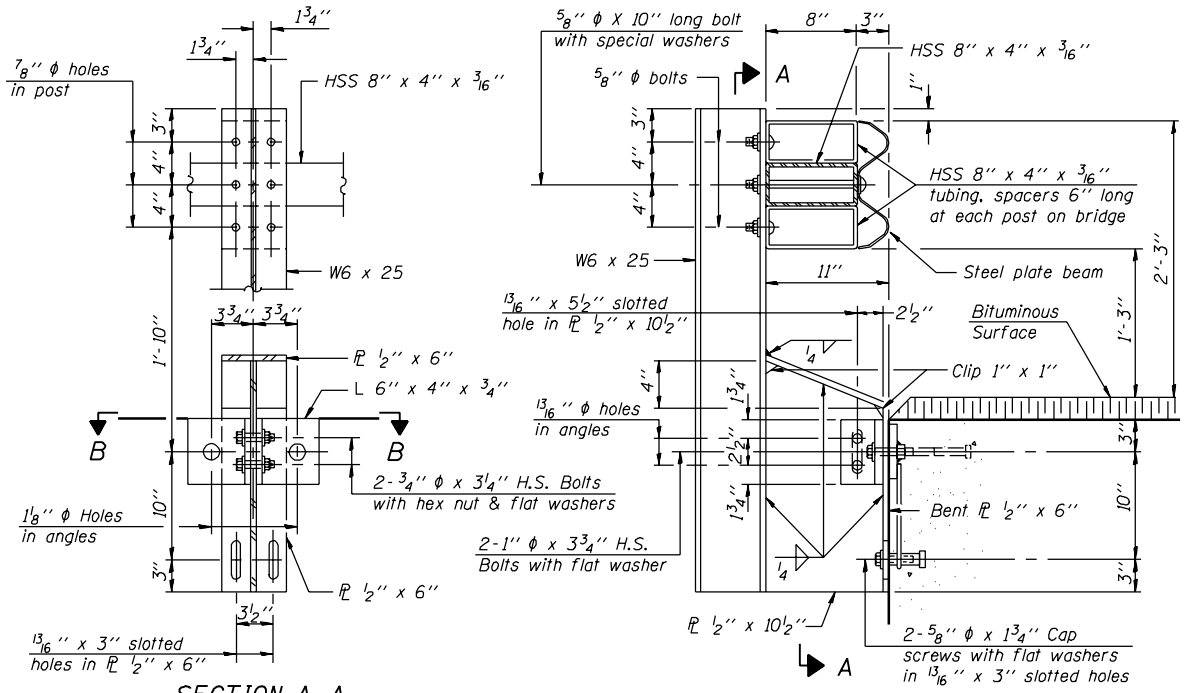 1¾"
1¾"
⅞" φ holes
in post
HSS 8" x 4" x 3⁄16"
3"
4"
4"
W6 x 25
3¾"
3¾"
1'-10"
℄ ½" x 6"
L 6" x 4" x ¾"
B
B
2-¾" φ x 3¼" H.S. Bolts
with hex nut & flat washers
1⅛" φ Holes
in angles
10"
3"
℄ ½" x 6"
3½"
13⁄16" x 3" slotted
holes in ℄ ½" x 6"
SECTION A-A
⅝" φ X 10" long bolt
with special washers
⅝" φ bolts
8"
3"
A
HSS 8" x 4" x 3⁄16"
1"
3"
4"
4"
HSS 8" x 4" x 3⁄16"
tubing, spacers 6" long
at each post on bridge
2'-3"
W6 x 25
11"
Steel plate beam
13⁄16" x 5½" slotted
hole in ℄ ½" x 10½"
2½"
Bituminous
Surface
1'-3"
¼
4"
1¾"
Clip 1" x 1"
13⁄16" φ holes
in angles
2½"
3"
1¾"
Bent ℄ ½" x 6"
10"
2-1" φ x 3¾" H.S.
Bolts with flat washer
¼
3"
℄ ½" x 10½"
A
2-⅝" φ x 1¾" Cap
screws with flat washers
in 13⁄16" x 3" slotted holes